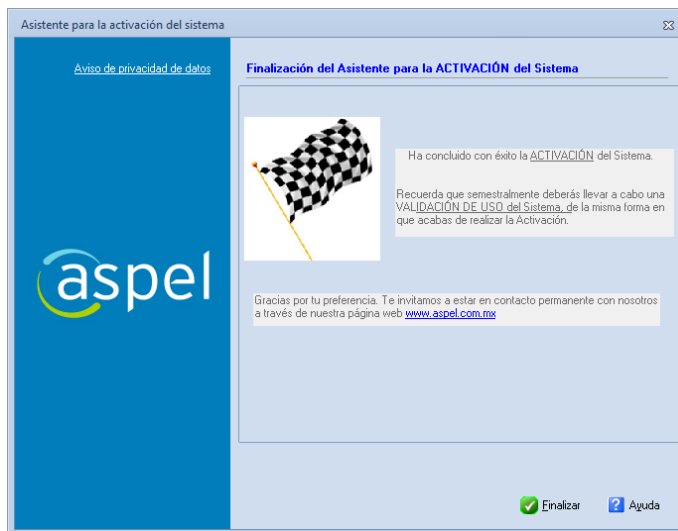 Asistente para la activación del sistema
Aviso de privacidad de datos
Finalización del Asistente para la ACTIVACIÓN del Sistema
Ha concluido con éxito la ACTIVACIÓN del Sistema.
Recuerda que semestralmente deberás llevar a cabo una
VALIDACIÓN DE USO del Sistema, de la misma forma en
que acabas de realizar la Activación.
aspel
Gracias por tu preferencia. Te invitamos a estar en contacto permanente con nosotros
a través de nuestra página web www.aspel.com.mx
Finalizar
Ayuda